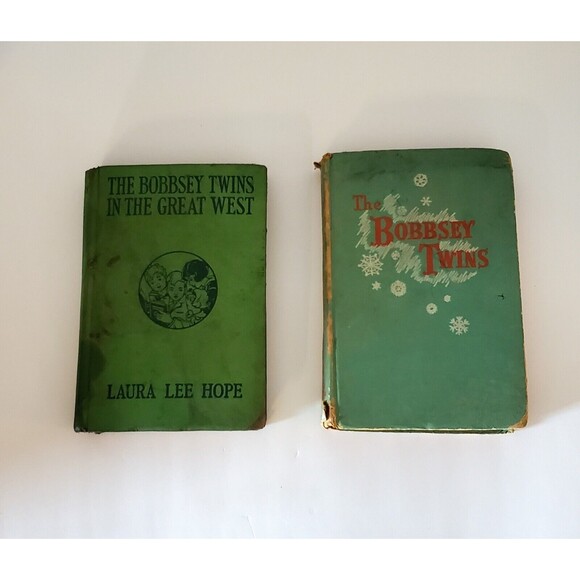 THE BOBBSEY TWINS
IN THE GREAT WEST
LAURA LEE HOPE
The
BOBBSEY
TWINS